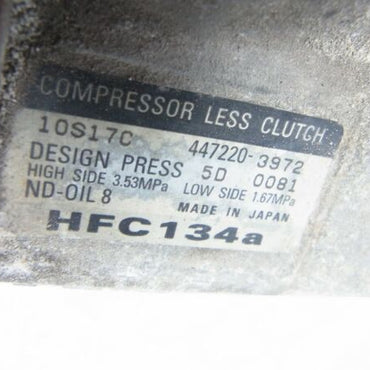 COMPRESSOR LESS CLUTCH
10S17C 447220-3972
DESIGN PRESS 5D 0081
HIGH SIDE 3.53MPa LOW SIDE 1.67MPa
ND-OIL 8 MADE IN JAPAN
HFC134a